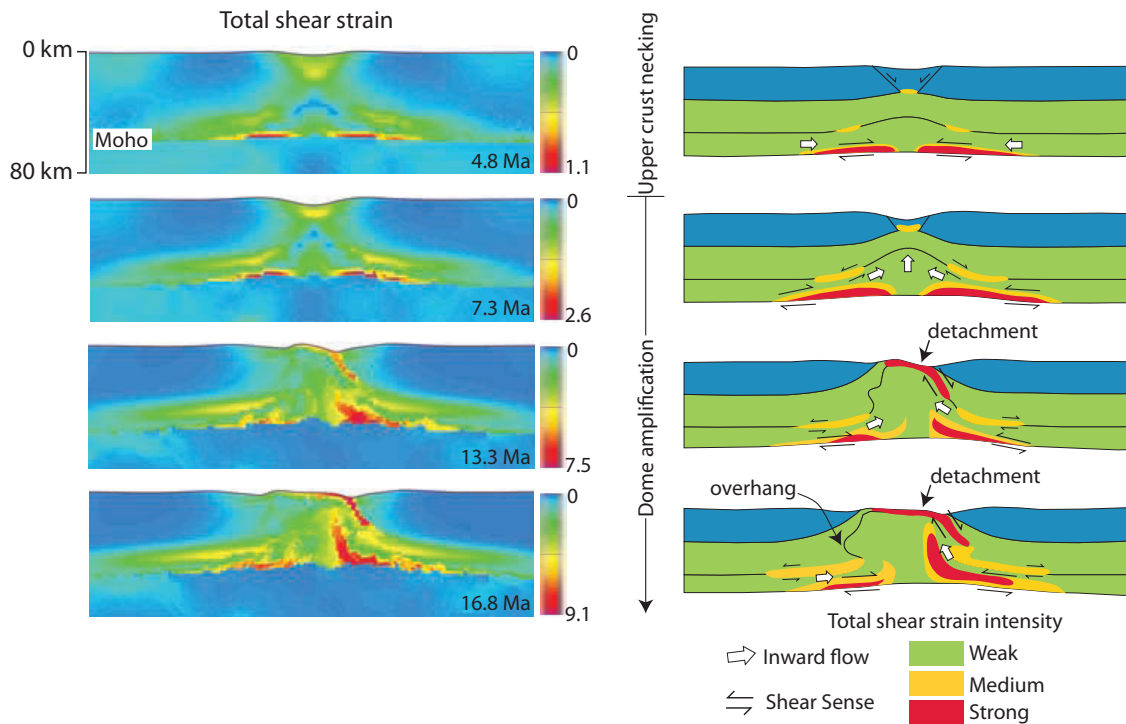 Total shear strain
0 km
Moho
80 km
4.8 Ma
0
1.1
7.3 Ma
0
2.6
13.3 Ma
0
7.5
16.8 Ma
0
9.1
Upper crust necking
Dome amplification
detachment
overhang
detachment
Total shear strain intensity
Inward flow
Shear Sense
Weak
Medium
Strong